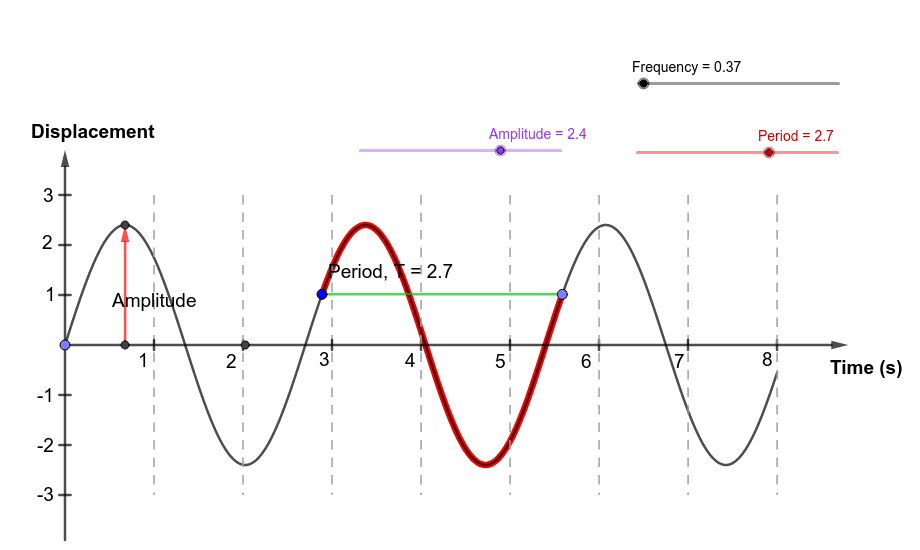 Frequency = 0.37
Displacement
Amplitude = 2.4
Period = 2.7
3
2
Period, T = 2.7
1
Amplitude
1
2
3
4
5
6
7
8
Time (s)
-1
-2
-3